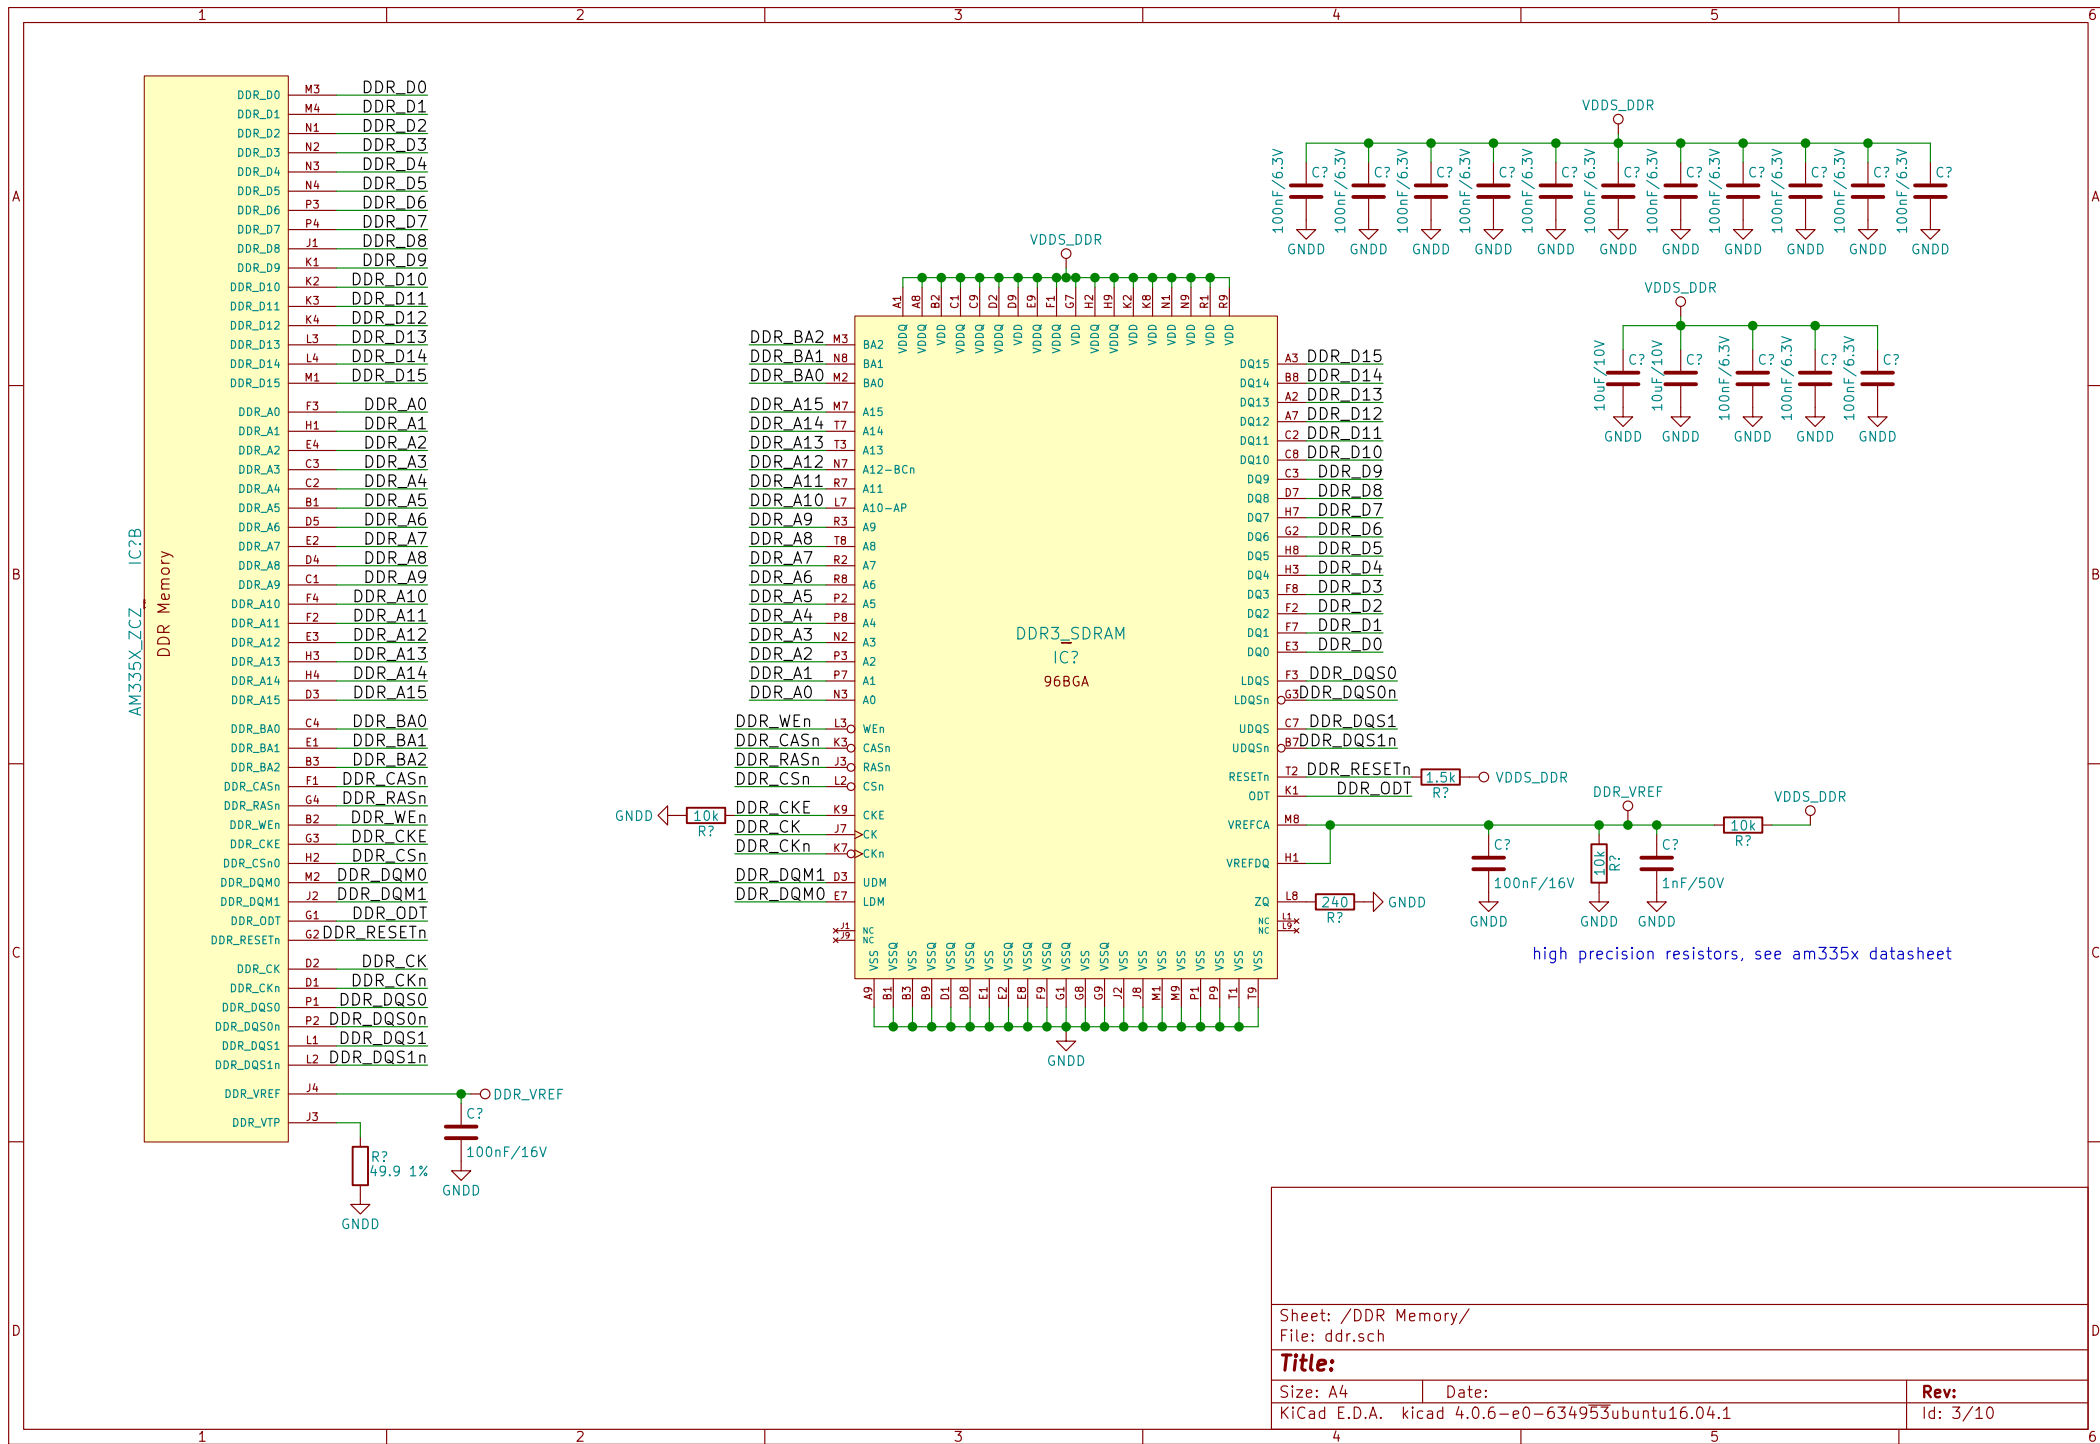 1 2 3 4 5 6
A
B
C
D
A
B
C
D
IC?B
AM335X_ZCZ
DDR Memory
DDR_D0 M3 DDR_D0
DDR_D1 M4 DDR_D1
DDR_D2 N1 DDR_D2
DDR_D3 N2 DDR_D3
DDR_D4 N3 DDR_D4
DDR_D5 N4 DDR_D5
DDR_D6 P3 DDR_D6
DDR_D7 P4 DDR_D7
DDR_D8 J1 DDR_D8
DDR_D9 K1 DDR_D9
DDR_D10 K2 DDR_D10
DDR_D11 K3 DDR_D11
DDR_D12 K4 DDR_D12
DDR_D13 L3 DDR_D13
DDR_D14 L4 DDR_D14
DDR_D15 M1 DDR_D15
DDR_A0 F3 DDR_A0
DDR_A1 H1 DDR_A1
DDR_A2 E4 DDR_A2
DDR_A3 C3 DDR_A3
DDR_A4 C2 DDR_A4
DDR_A5 B1 DDR_A5
DDR_A6 D5 DDR_A6
DDR_A7 E2 DDR_A7
DDR_A8 D4 DDR_A8
DDR_A9 C1 DDR_A9
DDR_A10 F4 DDR_A10
DDR_A11 F2 DDR_A11
DDR_A12 E3 DDR_A12
DDR_A13 H3 DDR_A13
DDR_A14 H4 DDR_A14
DDR_A15 D3 DDR_A15
DDR_BA0 C4 DDR_BA0
DDR_BA1 E1 DDR_BA1
DDR_BA2 B3 DDR_BA2
DDR_CASn F1 DDR_CASn
DDR_RASn G4 DDR_RASn
DDR_WEn B2 DDR_WEn
DDR_CKE G3 DDR_CKE
DDR_CSn0 H2 DDR_CSn
DDR_DQM0 M2 DDR_DQM0
DDR_DQM1 J2 DDR_DQM1
DDR_ODT G1 DDR_ODT
DDR_RESETn G2 DDR_RESETn
DDR_CK D2 DDR_CK
DDR_CKn D1 DDR_CKn
DDR_DQS0 P1 DDR_DQS0
DDR_DQS0n P2 DDR_DQS0n
DDR_DQS1 L1 DDR_DQS1
DDR_DQS1n L2 DDR_DQS1n
DDR_VREF J4 DDR_VREF
DDR_VTP J3
C?
100nF/16V
GNDD
R?
49.9 1%
GNDD
VDDS_DDR
A1 A8 B2 C1 C9 D2 D9 E9 F1 G7 H2 H9 K2 K8 N1 N9 R1 R9
VDDQ VDDQ VDD VDDQ VDDQ VDDQ VDD VDDQ VDDQ VDD VDDQ VDDQ VDD VDD VDD VDD VDD VDD
DDR_BA2 M3 BA2
DDR_BA1 N8 BA1
DDR_BA0 M2 BA0
DDR_A15 M7 A15
DDR_A14 T7 A14
DDR_A13 T3 A13
DDR_A12 N7 A12-BCn
DDR_A11 R7 A11
DDR_A10 L7 A10-AP
DDR_A9 R3 A9
DDR_A8 T8 A8
DDR_A7 R2 A7
DDR_A6 R8 A6
DDR_A5 P2 A5
DDR_A4 P8 A4
DDR_A3 N2 A3
DDR_A2 P3 A2
DDR_A1 P7 A1
DDR_A0 N3 A0
DDR_WEn L3 WEn
DDR_CASn K3 CASn
DDR_RASn J3 RASn
DDR_CSn L2 CSn
GNDD 10k R? DDR_CKE K9 CKE
DDR_CK J7 CK
DDR_CKn K7 CKn
DDR_DQM1 D3 UDM
DDR_DQM0 E7 LDM
J1 NC
J9 NC
DDR3_SDRAM
IC?
96BGA
DQ15 A3 DDR_D15
DQ14 B8 DDR_D14
DQ13 A2 DDR_D13
DQ12 A7 DDR_D12
DQ11 C2 DDR_D11
DQ10 C8 DDR_D10
DQ9 C3 DDR_D9
DQ8 D7 DDR_D8
DQ7 H7 DDR_D7
DQ6 G2 DDR_D6
DQ5 H8 DDR_D5
DQ4 H3 DDR_D4
DQ3 F8 DDR_D3
DQ2 F2 DDR_D2
DQ1 F7 DDR_D1
DQ0 E3 DDR_D0
LDQS F3 DDR_DQS0
LDQSn G3 DDR_DQS0n
UDQS C7 DDR_DQS1
UDQSn B7 DDR_DQS1n
RESETn T2 DDR_RESETn 1.5k R? VDDS_DDR
ODT K1 DDR_ODT
VREFCA M8
VREFDQ H1
ZQ L8 240 R? GNDD
NC L1
NC L9
VSS VSSQ VSS VSSQ VSSQ VSSQ VSS VSSQ VSSQ VSSQ VSSQ VSS VSSQ VSS VSS VSS VSS VSS VSS VSS VSS
A9 B1 B3 B9 D1 D8 E1 E2 E8 F9 G1 G8 G9 J2 J8 M1 M9 P1 P9 T1 T9
GNDD
VDDS_DDR
C? C? C? C? C? C? C? C? C? C? C?
100nF/6.3V 100nF/6.3V 100nF/6.3V 100nF/6.3V 100nF/6.3V 100nF/6.3V 100nF/6.3V 100nF/6.3V 100nF/6.3V 100nF/6.3V 100nF/6.3V
GNDD GNDD GNDD GNDD GNDD GNDD GNDD GNDD GNDD GNDD GNDD
VDDS_DDR
C? C? C? C? C?
10uF/10V 10uF/10V 100nF/6.3V 100nF/6.3V 100nF/6.3V
GNDD GNDD GNDD GNDD GNDD
DDR_VREF VDDS_DDR
10k
R?
C? 10k R? C?
100nF/16V 1nF/50V
GNDD GNDD GNDD
high precision resistors, see am335x datasheet
Sheet: /DDR Memory/
File: ddr.sch
Title:
Size: A4 Date: Rev:
KiCad E.D.A. kicad 4.0.6-e0-634953ubuntu16.04.1 Id: 3/10
1 2 3 4 5 6